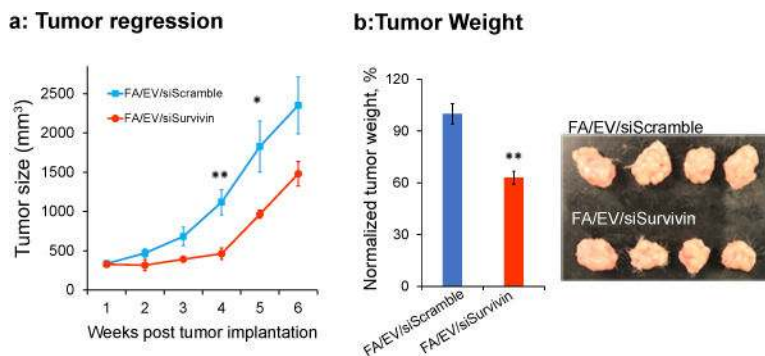 a: Tumor regression
FA/EV/siScramble
FA/EV/siSurvivin
Tumor size (mm³)
2500
2000
1500
1000
500
0
*
**
1 2 3 4 5 6
Weeks post tumor implantation
b:Tumor Weight
Normalized tumor weight, %
120
90
60
30
0
**
FA/EV/siScramble
FA/EV/siSurvivin
FA/EV/siScramble
FA/EV/siSurvivin